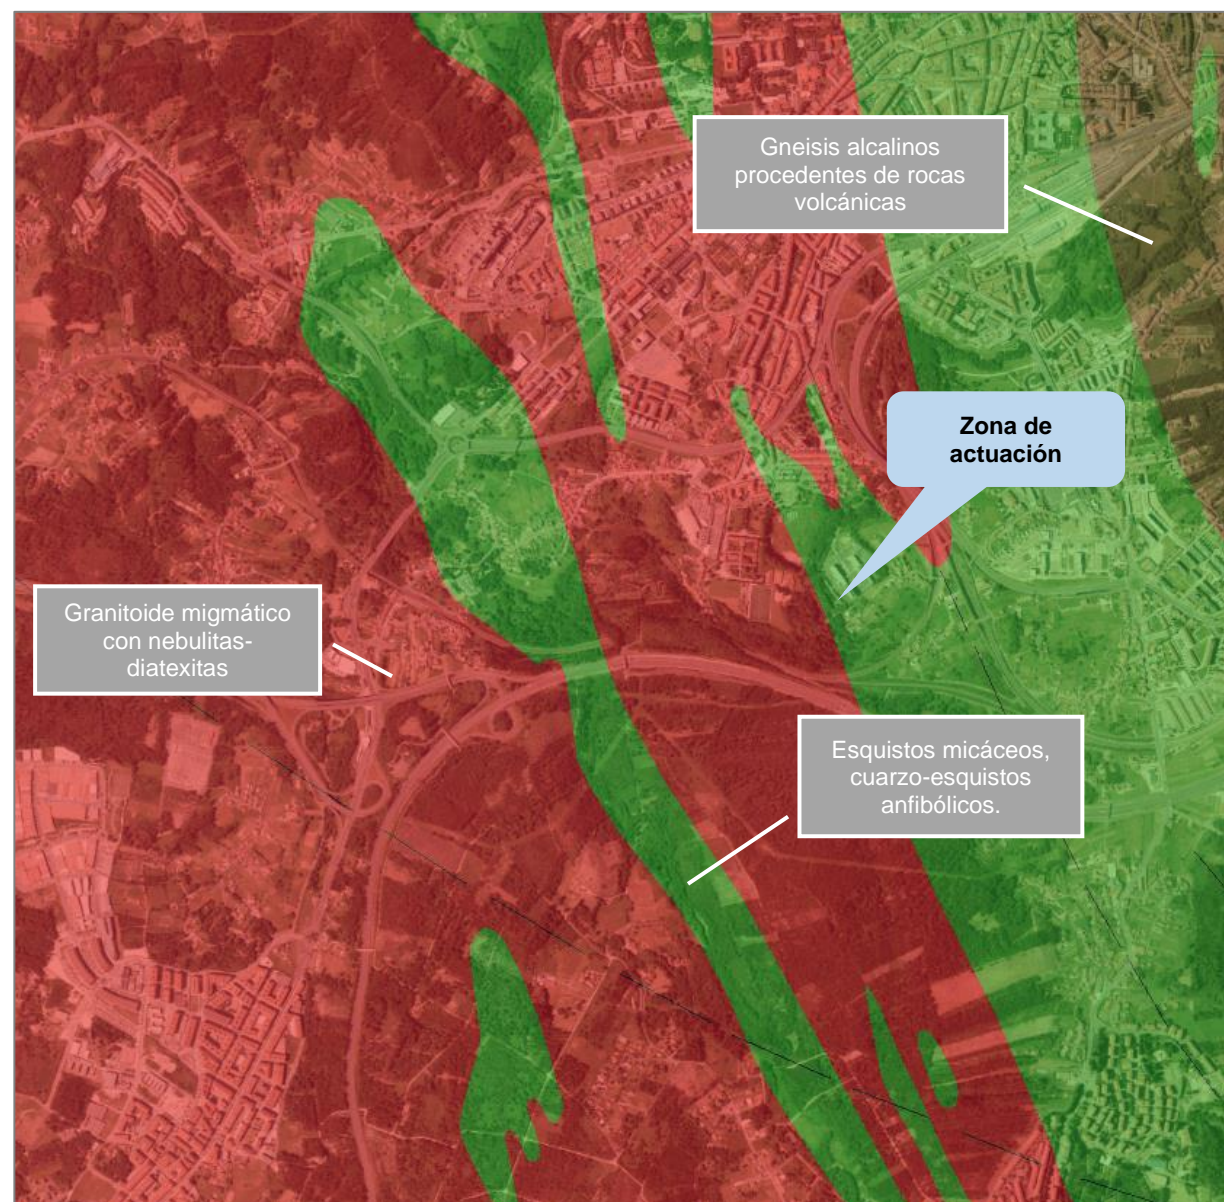 Gneisis alcalinos
procedentes de rocas
volcánicas
Zona de
actuación
Granitoide migmático
con nebulitas-
diatexitas
Esquistos micáceos,
cuarzo-esquistos
anfibólicos.